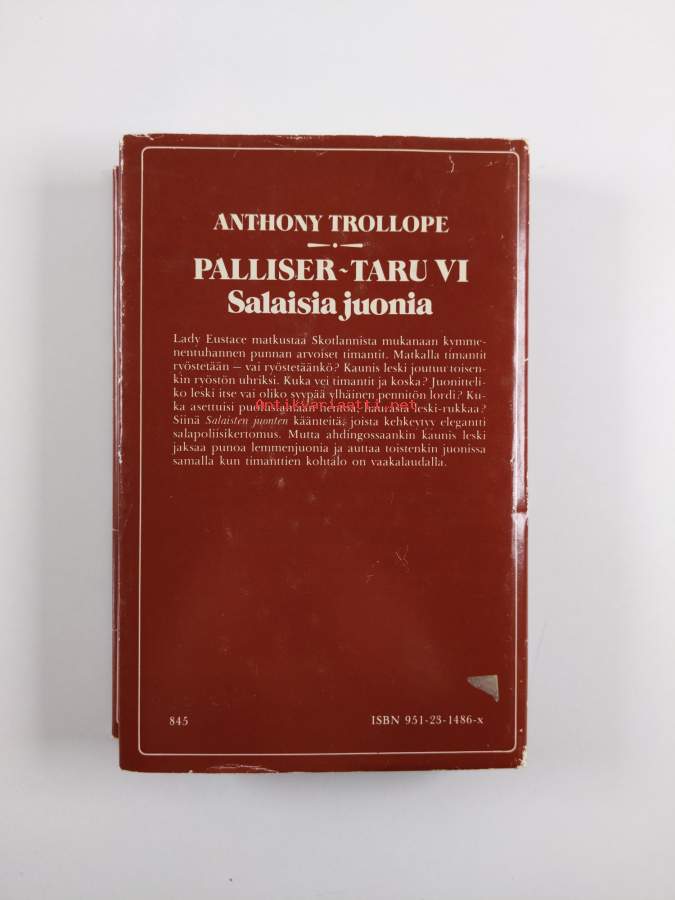 ANTHONY TROLLOPE
PALLISER-TARU VI
Salaisia juonia
Lady Eustace matkustaa Skotlannista mukanaan kymme-
nentuhannen punnan arvoiset timantit. Matkalla timantit
ryöstetään – vai ryöstetäänkö? Kaunis leski joutuu toisen-
kin ryöstön uhriksi. Kuka vei timantit ja koska? Juonitteli-
ko leski itse vai oliko syypää ylhäinen pennitön lordi? Ku-
ka asettuisi puolustamaan hentoa, haurasta leski-rukkaa?
Antikvariaatti.net
Siinä Salaisten juonten käänteitä, joista kehkeytyy elegantti
salapoliisikertomus. Mutta ahdingossaankin kaunis leski
jaksaa punoa lemmenjuonia ja auttaa toistenkin juonissa
samalla kun timanttien kohtalo on vaakalaudalla.
845
ISBN 951-23-1486-x